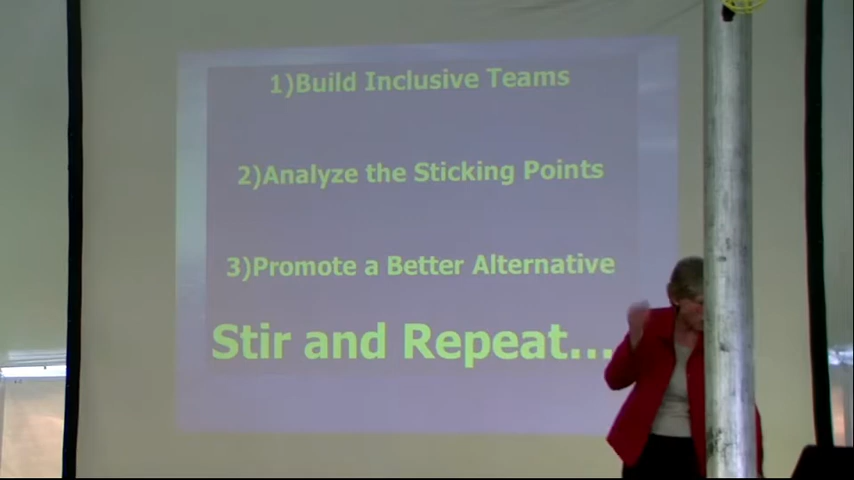 1)Build Inclusive Teams
2)Analyze the Sticking Points
3)Promote a Better Alternative
Stir and Repeat...